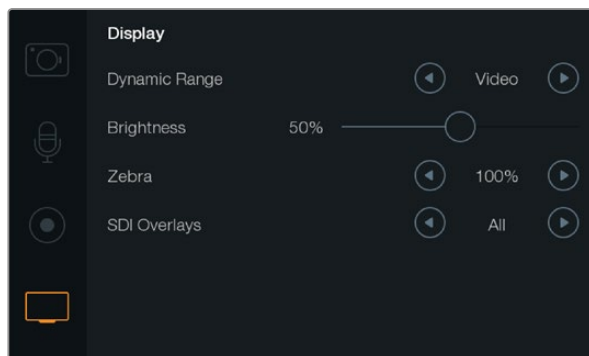 Display
Dynamic Range Video
Brightness 50%
Zebra 100%
SDI Overlays All